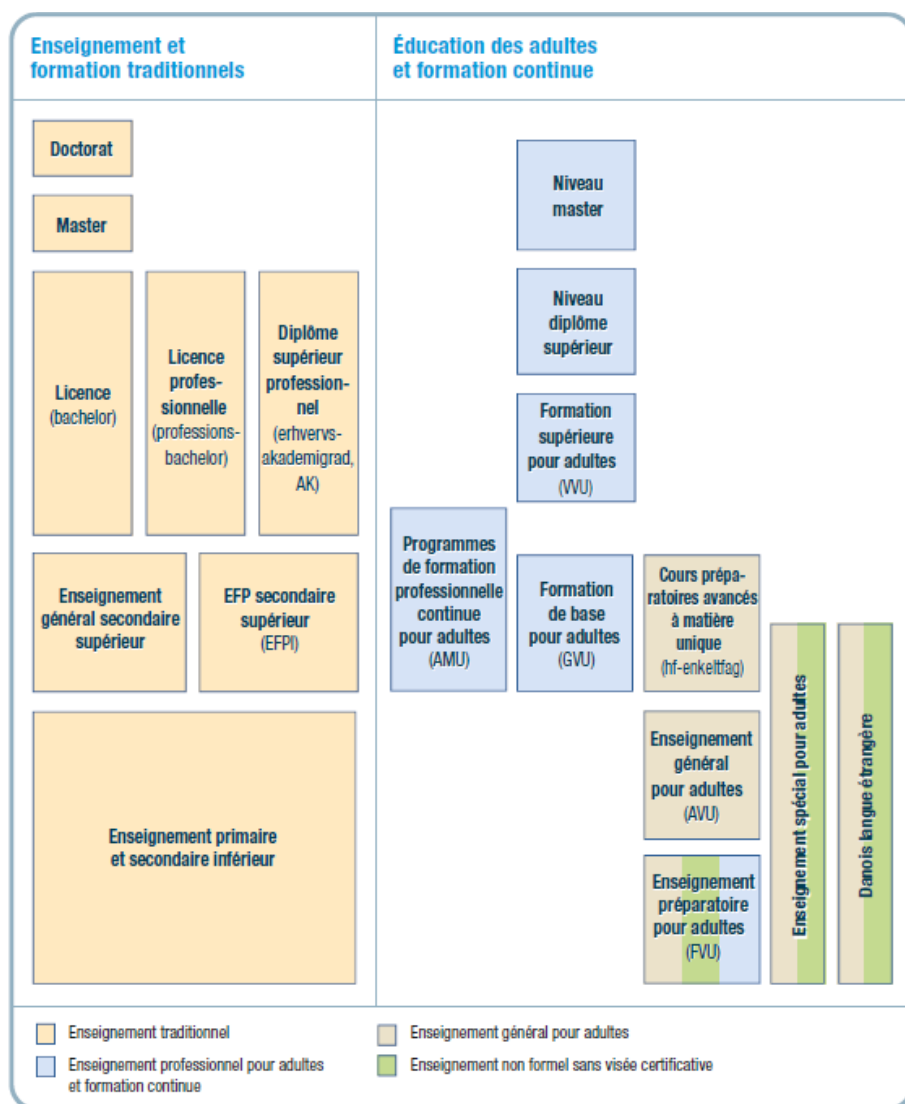 Enseignement et
formation traditionnels
Éducation des adultes
et formation continue
Doctorat
Master
Licence
(bachelor)
Licence
profes-
sionnelle
(professions-
bachelor)
Diplôme
supérieur
profession-
nel
(erhvervs-
akademigrad,
AK)
Enseignement
général secondaire
supérieur
EFP secondaire
supérieur
(EFPI)
Enseignement primaire
et secondaire inférieur
Niveau
master
Niveau
diplôme
supérieur
Formation
supérieure
pour adultes
(VVU)
Programmes
de formation
professionnelle
continue
pour adultes
(AMU)
Formation
de base
pour adultes
(GVU)
Cours prépa-
ratoires avancés
à matière
unique
(hf-enkeltfag)
Enseignement
général
pour adultes
(AVU)
Enseignement
préparatoire
pour adultes
(FVU)
Enseignement spécial pour adultes
Danois langue étrangère
Enseignement traditionnel
Enseignement professionnel pour adultes
et formation continue
Enseignement général pour adultes
Enseignement non formel sans visée certificative